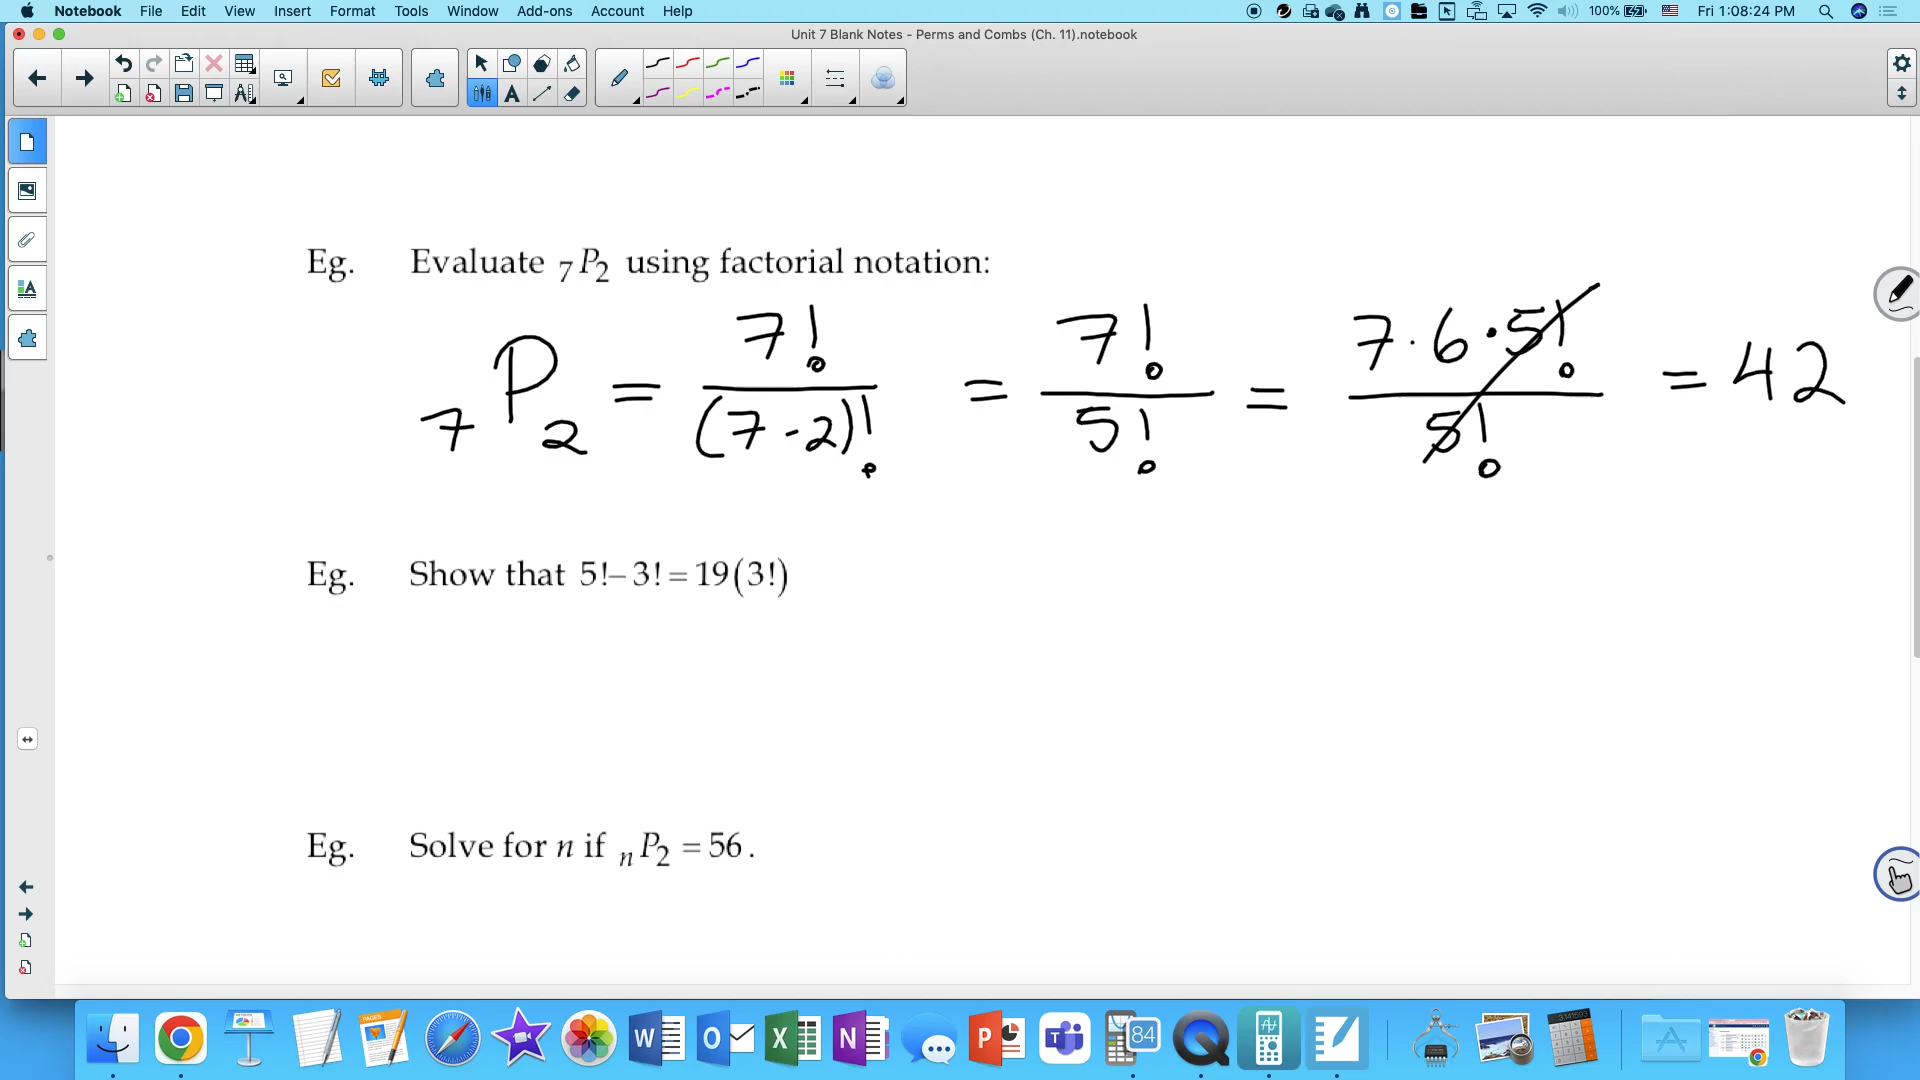 Notebook File Edit View Insert Format Tools Window Add-ons Account Help 100% Fri 1:08:24 PM
Unit 7 Blank Notes - Perms and Combs (Ch. 11).notebook
Eg. Evaluate ₇P₂ using factorial notation:
₇P₂ = 7!/(7-2)! = 7!/5! = 7·6·5!/5! = 42
Eg. Show that 5!–3! = 19(3!)
Eg. Solve for n if ₙP₂ = 56.
84